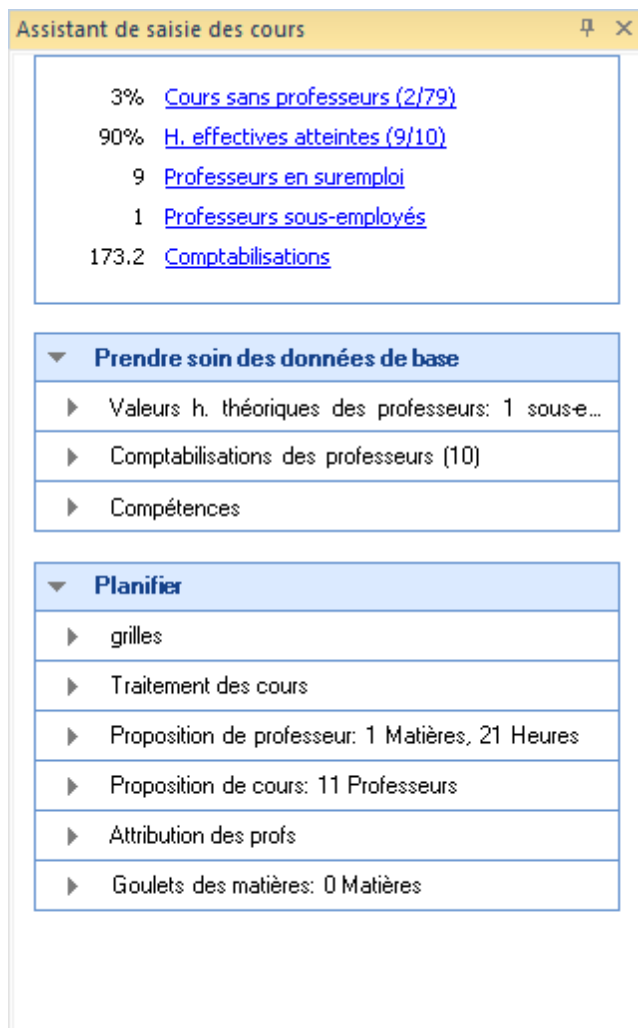 Assistant de saisie des cours
3% Cours sans professeurs (2/79)
90% H. effectives atteintes (9/10)
9 Professeurs en suremploi
1 Professeurs sous-employés
173.2 Comptabilisations
Prendre soin des données de base
Valeurs h. théoriques des professeurs: 1 sous-e...
Comptabilisations des professeurs (10)
Compétences
Planifier
grilles
Traitement des cours
Proposition de professeur: 1 Matières, 21 Heures
Proposition de cours: 11 Professeurs
Attribution des profs
Goulets des matières: 0 Matières